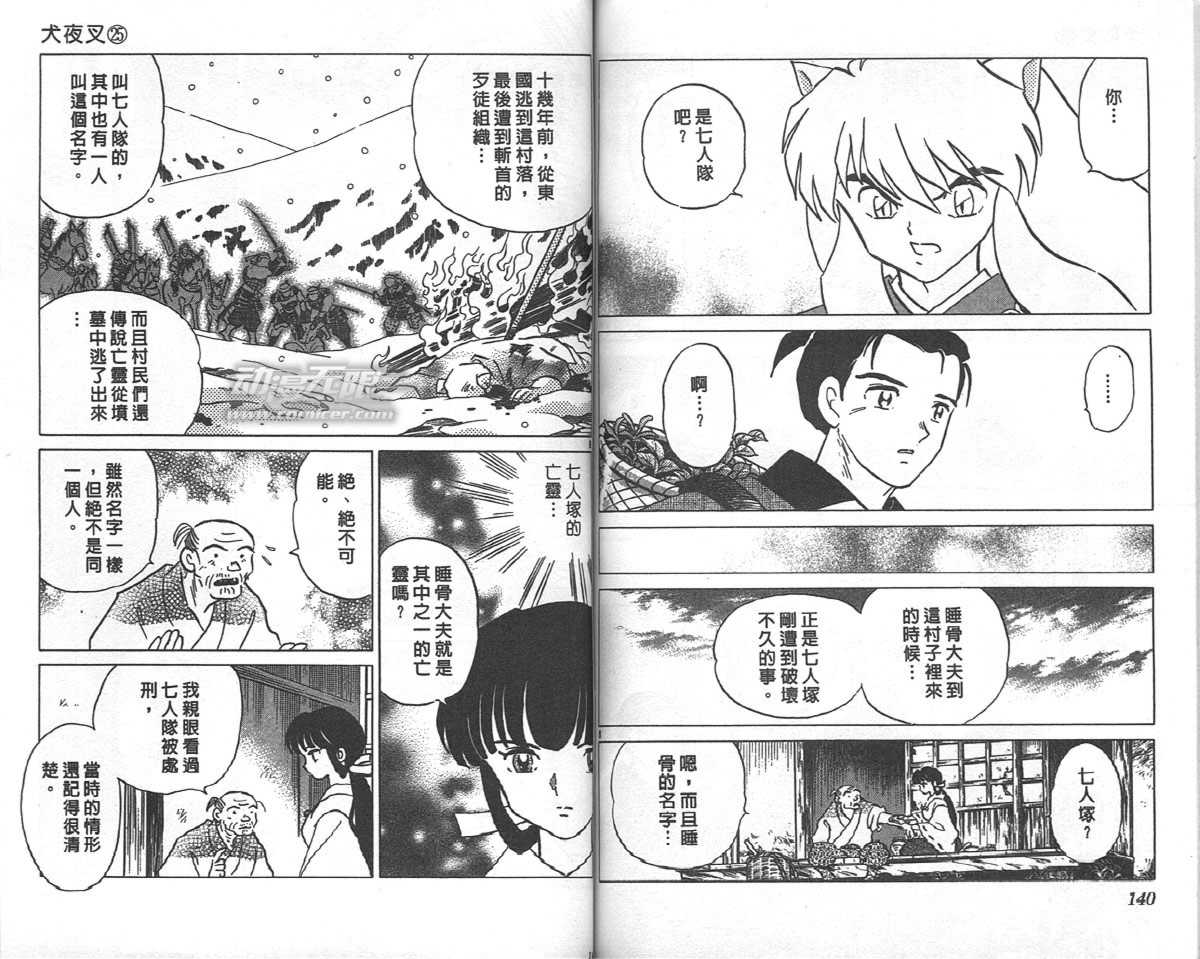 犬夜叉㉕
你…
是七人隊
吧？
……
啊…？
睡骨大夫到
這村子裡來
的時候…
正是七人塚
剛遭到破壞
不久的事。
七人塚？
嗯，而且睡
骨的名字…
140
十幾年前，從東
國逃到這村落，
最後遭到斬首的
歹徒組織…
叫七人隊的，
其中也有一人
叫這個名字。
而且村民們還
傳說亡靈從墳
墓中逃了出來
…
动漫无限
www.comicer.com
七人塚的
亡靈…
睡骨大夫就是
其中之一的亡
靈嗎？
絕、絕不可
能。
雖然名字一樣
，但絕不是同
一個人。
我親眼看過
七人隊被處
刑，
當時的情形
還記得很清
楚。